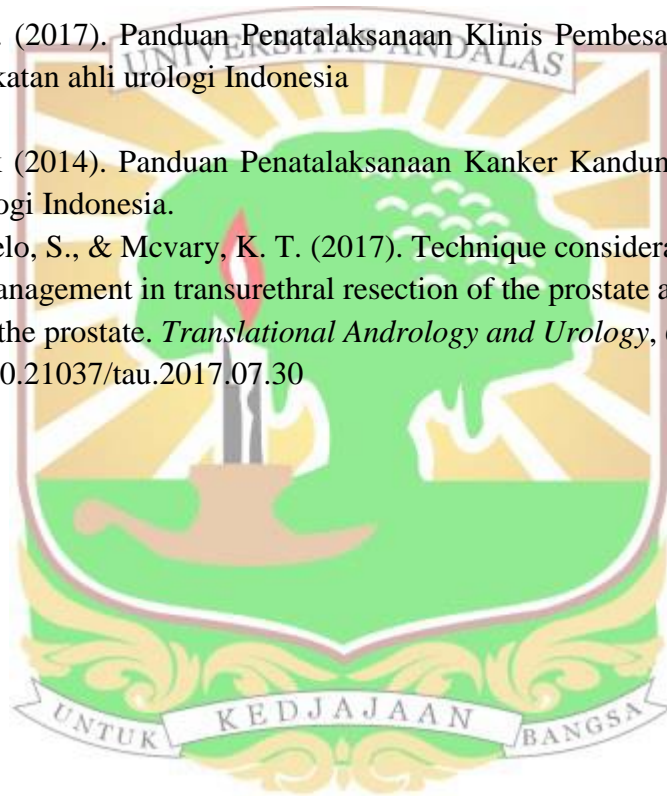 . (2017). Panduan Penatalaksanaan Klinis Pembesa
katan ahli urologi Indonesia
(2014). Panduan Penatalaksanaan Kanker Kandun
ogi Indonesia.
elo, S., & Mcvary, K. T. (2017). Technique considera
anagement in transurethral resection of the prostate a
the prostate. Translational Andrology and Urology,
0.21037/tau.2017.07.30
UNIVERSITAS ANDALAS
UNTUK KEDJAJAAN BANGSA